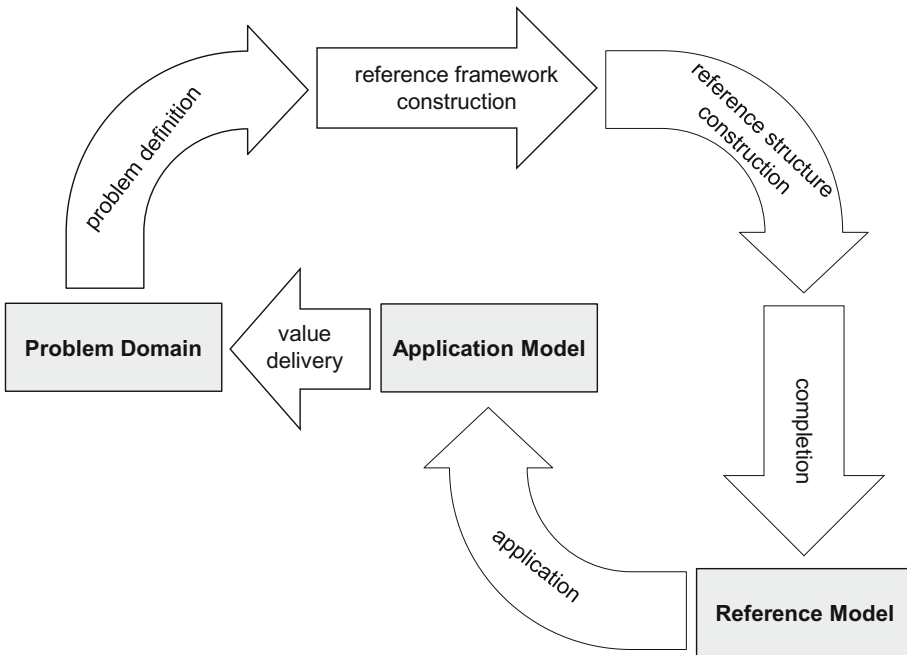 problem definition
reference framework
construction
reference structure
construction
Problem Domain
value
delivery
Application Model
completion
application
Reference Model